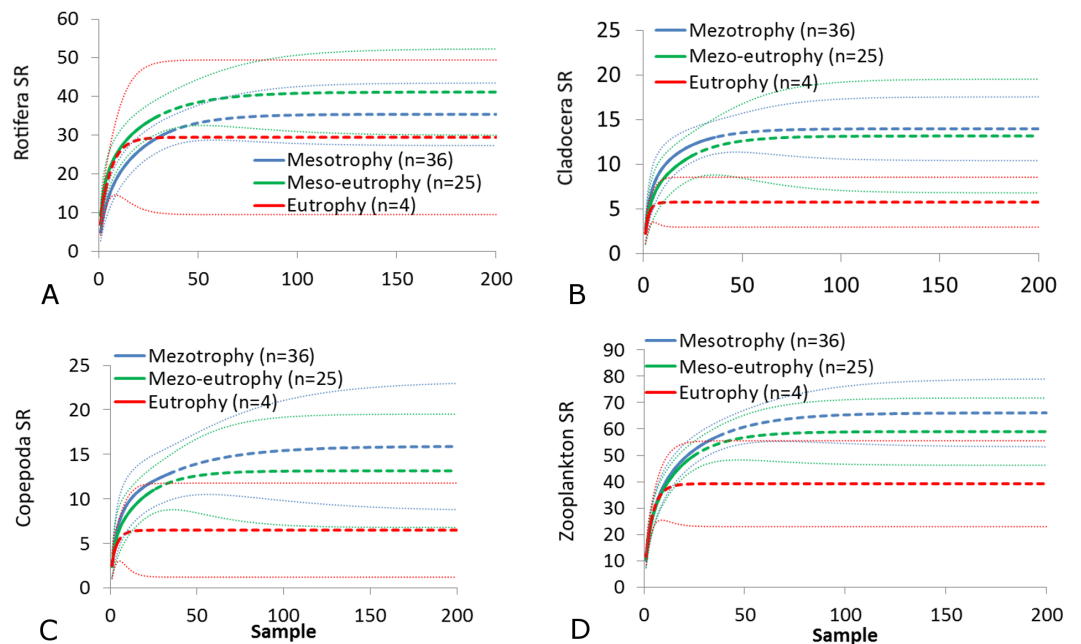 60
50
40
30
20
10
0
Rotifera SR
Mesotrophy (n=36)
Meso-eutrophy (n=25)
Eutrophy (n=4)
0 50 100 150 200
A
25
20
15
10
5
0
Cladocera SR
Mezotrophy (n=36)
Mezo-eutrophy (n=25)
Eutrophy (n=4)
0 50 100 150 200
B
25
20
15
10
5
0
Copepoda SR
Mezotrophy (n=36)
Mezo-eutrophy (n=25)
Eutrophy (n=4)
0 50 100 150 200
C
Sample
90
80
70
60
50
40
30
20
10
0
Zooplankton SR
Mesotrophy (n=36)
Meso-eutrophy (n=25)
Eutrophy (n=4)
0 50 100 150 200
D
Sample